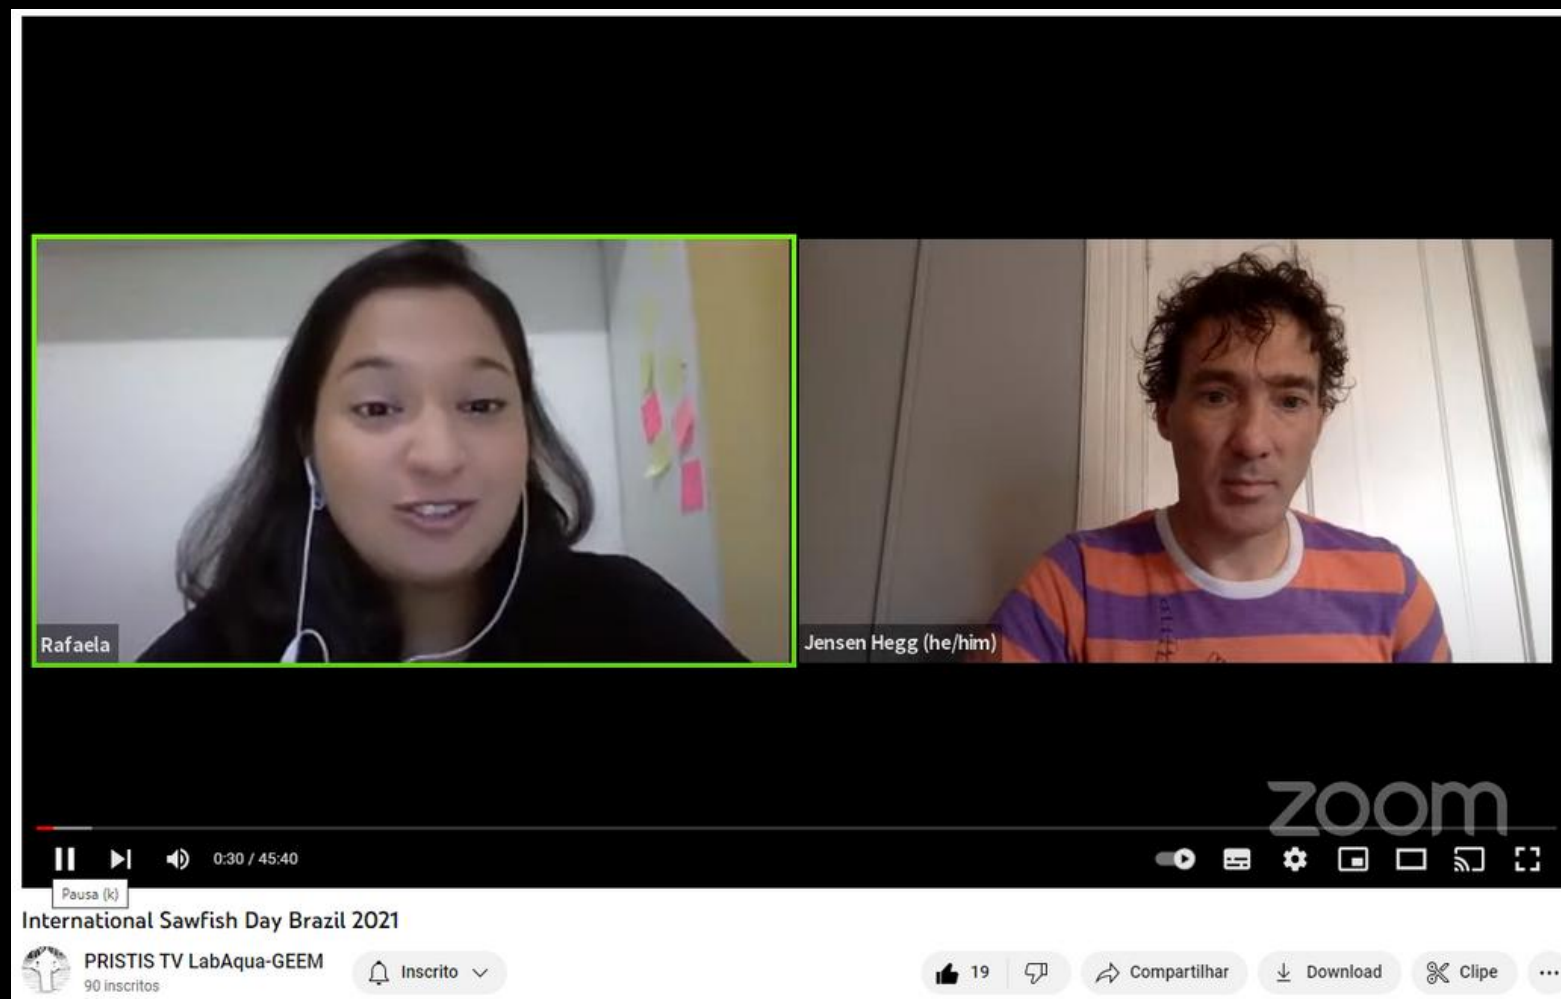 Rafaela
Jensen Hegg (he/him)
zoom
0:30 / 45:40
Pausa (k)
International Sawfish Day Brazil 2021
PRISTIS TV LabAqua-GEEM
90 inscritos
Inscrito
19
Compartilhar
Download
Clipe